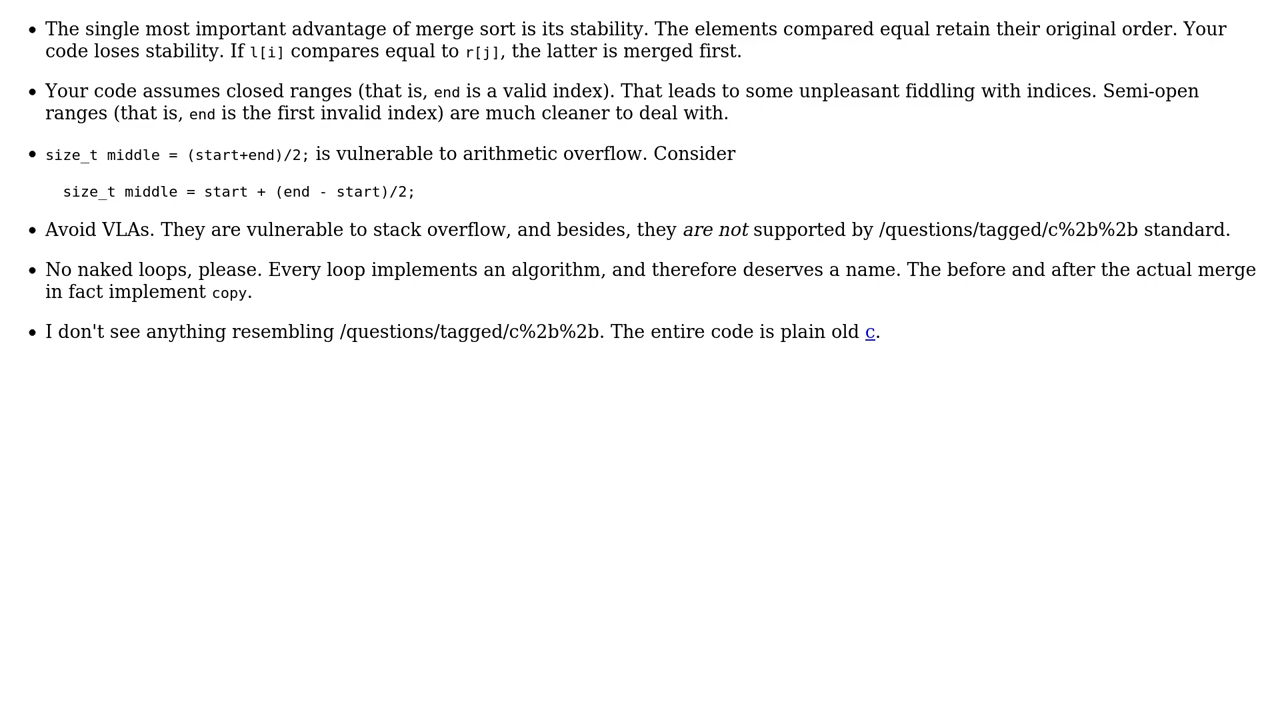 • The single most important advantage of merge sort is its stability. The elements compared equal retain their original order. Your
code loses stability. If l[i] compares equal to r[j], the latter is merged first.
• Your code assumes closed ranges (that is, end is a valid index). That leads to some unpleasant fiddling with indices. Semi-open
ranges (that is, end is the first invalid index) are much cleaner to deal with.
• size_t middle = (start+end)/2; is vulnerable to arithmetic overflow. Consider
size_t middle = start + (end - start)/2;
• Avoid VLAs. They are vulnerable to stack overflow, and besides, they are not supported by /questions/tagged/c%2b%2b standard.
• No naked loops, please. Every loop implements an algorithm, and therefore deserves a name. The before and after the actual merge
in fact implement copy.
• I don't see anything resembling /questions/tagged/c%2b%2b. The entire code is plain old c.